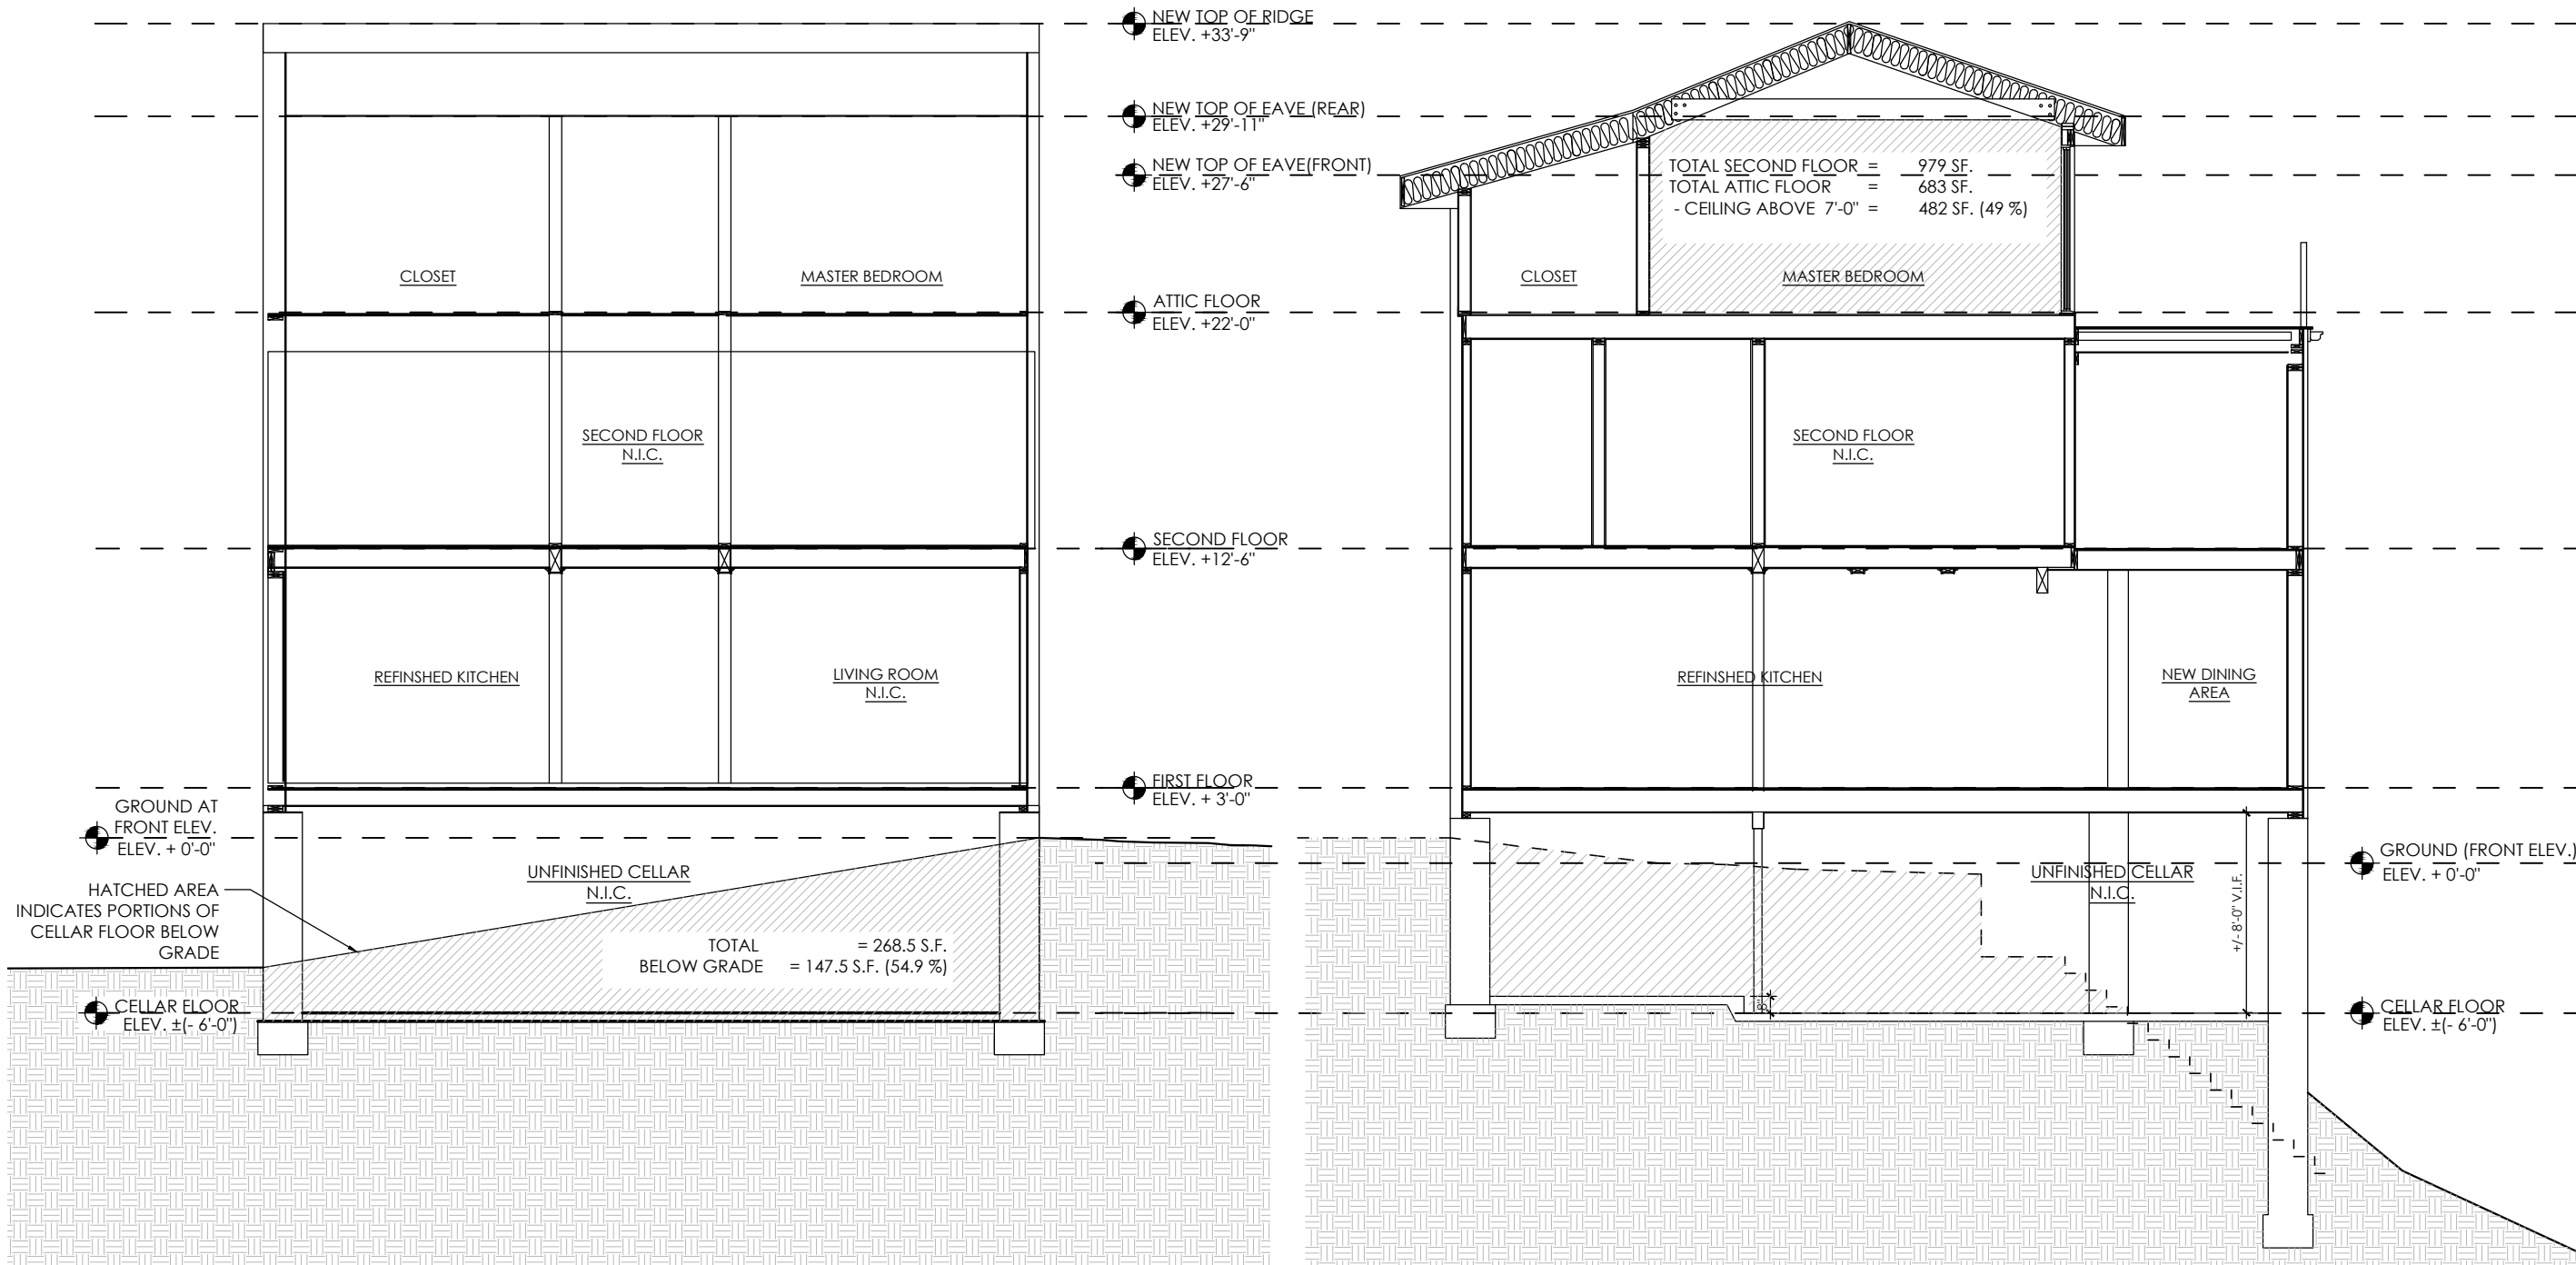 NEW TOP OF RIDGE
ELEV. +33'-9"
NEW TOP OF EAVE (REAR)
ELEV. +29'-11"
NEW TOP OF EAVE(FRONT)
ELEV. +27'-6"
ATTIC FLOOR
ELEV. +22'-0"
SECOND FLOOR
ELEV. +12'-6"
FIRST FLOOR
ELEV. + 3'-0"
CLOSET
MASTER BEDROOM
SECOND FLOOR
N.I.C.
REFINSHED KITCHEN
LIVING ROOM
N.I.C.
GROUND AT
FRONT ELEV.
ELEV. + 0'-0"
HATCHED AREA
INDICATES PORTIONS OF
CELLAR FLOOR BELOW
GRADE
CELLAR FLOOR
ELEV. ±(- 6'-0")
UNFINISHED CELLAR
N.I.C.
TOTAL = 268.5 S.F.
BELOW GRADE = 147.5 S.F. (54.9 %)
TOTAL SECOND FLOOR = 979 SF.
TOTAL ATTIC FLOOR = 683 SF.
- CEILING ABOVE 7'-0" = 482 SF. (49 %)
CLOSET
MASTER BEDROOM
SECOND FLOOR
N.I.C.
REFINSHED KITCHEN
NEW DINING
AREA
UNFINISHED CELLAR
N.I.C.
+/- 8'-0" V.I.F.
8"
GROUND (FRONT ELEV.)
ELEV. + 0'-0"
CELLAR FLOOR
ELEV. ±(- 6'-0")